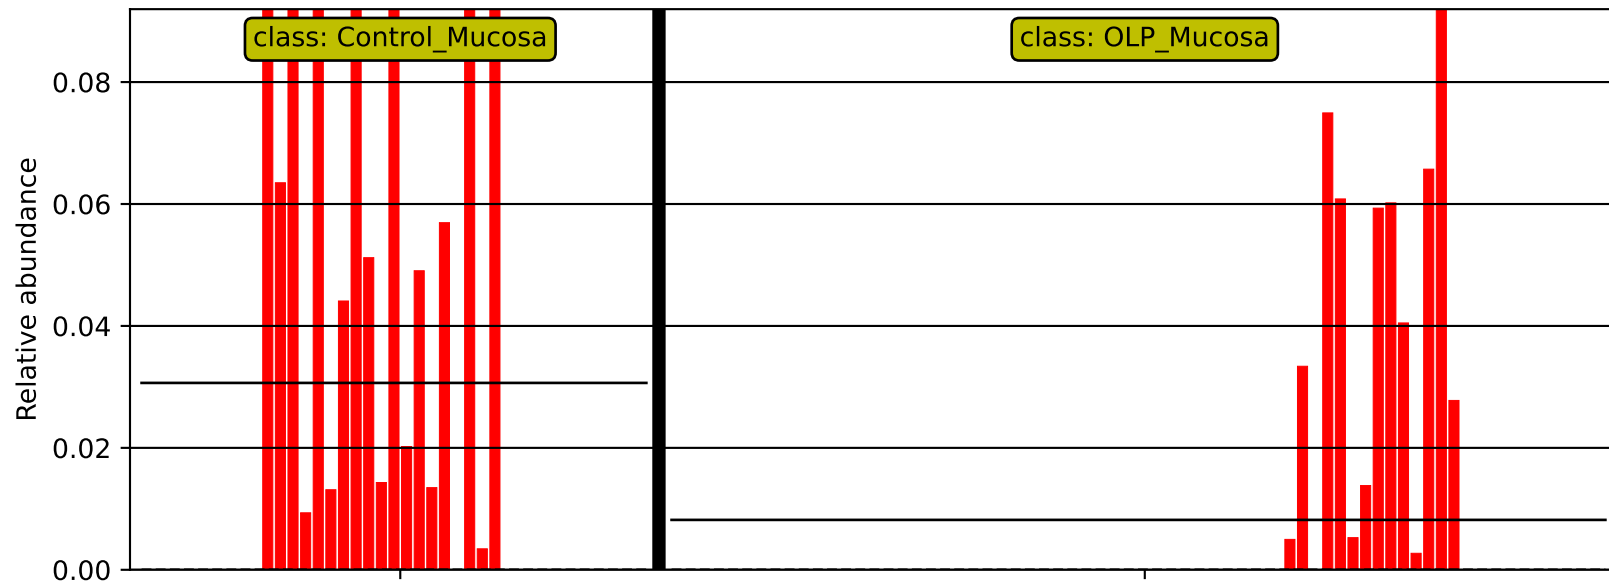 class: Control_Mucosa
class: OLP_Mucosa
Relative abundance
0.08
0.06
0.04
0.02
0.00